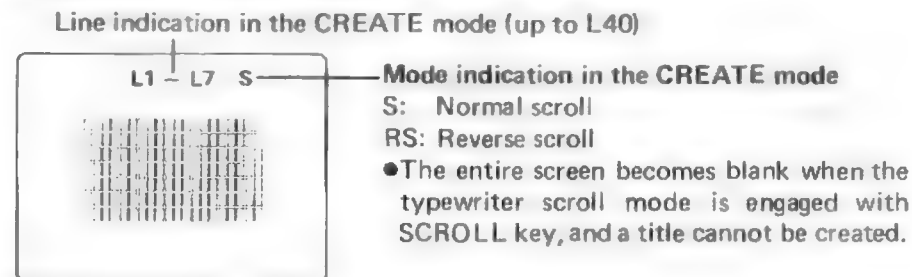 Line indication in the CREATE mode (up to L40)
L1 – L7 S
Mode indication in the CREATE mode
S: Normal scroll
RS: Reverse scroll
●The entire screen becomes blank when the
typewriter scroll mode is engaged with
SCROLL key, and a title cannot be created.